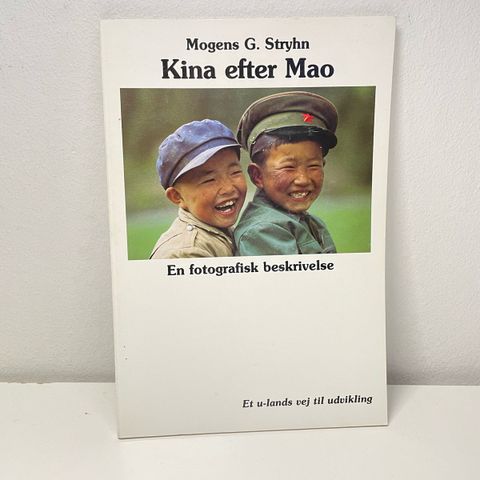 Mogens G. Stryhn
Kina efter Mao
En fotografisk beskrivelse
Et u-lands vej til udvikling